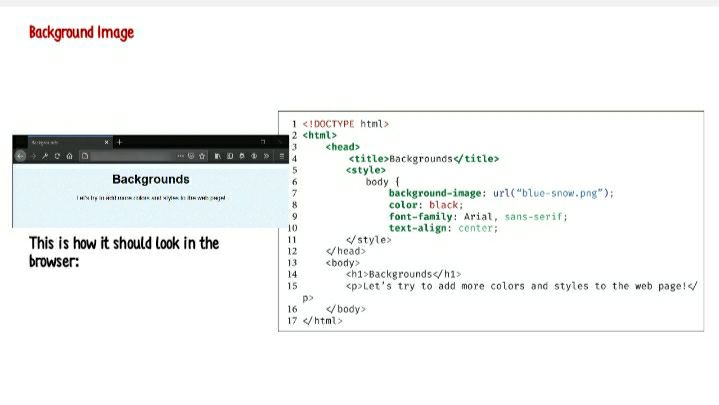 Background Image
Backgrounds
Backgrounds
Let's try to add more colors and styles to the web page!
This is how it should look in the
browser:
1 <!DOCTYPE html>
2 <html>
3 <head>
4 <title>Backgrounds</title>
5 <style>
6 body {
7 background-image: url("blue-snow.png");
8 color: black;
9 font-family: Arial, sans-serif;
10 text-align: center;
11 </style>
12 </head>
13 <body>
14 <h1>Backgrounds</h1>
15 <p>Let's try to add more colors and styles to the web page!</
p>
16 </body>
17 </html>